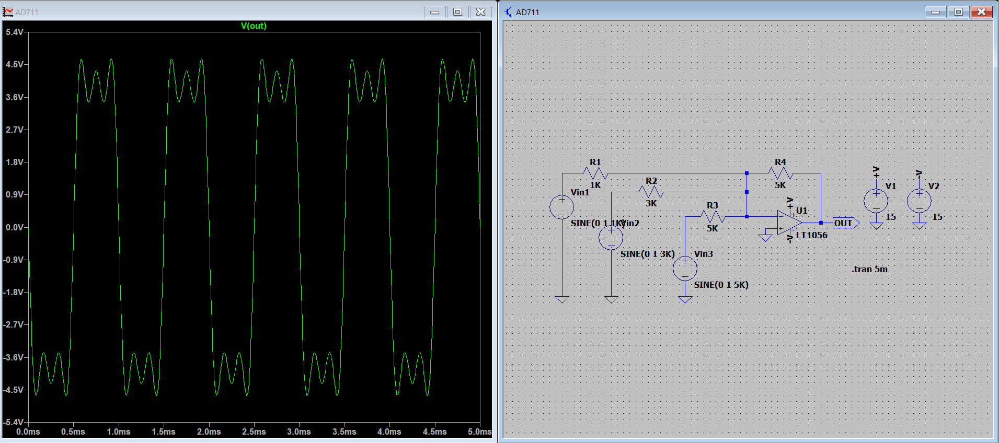 AD711
V(out)
5.4V
4.5V
3.6V
2.7V
1.8V
0.9V
0.0V
-0.9V
-1.8V
-2.7V
-3.6V
-4.5V
-5.4V
0.0ms 0.5ms 1.0ms 1.5ms 2.0ms 2.5ms 3.0ms 3.5ms 4.0ms 4.5ms 5.0ms
AD711
R1
1K
Vin1
SINE(0 1 1K)
R2
3K
Vin2
SINE(0 1 3K)
R3
5K
Vin3
SINE(0 1 5K)
R4
5K
+V
U1
LT1056
-V
OUT
+V
V1
15
-V
V2
-15
.tran 5m